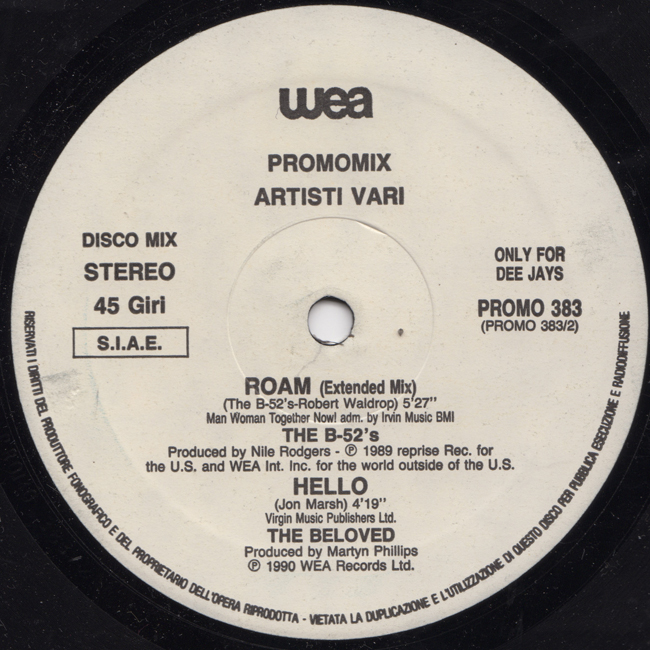 wea
PROMOMIX
ARTISTI VARI
DISCO MIX
STEREO
45 Giri
S.I.A.E.
ONLY FOR
DEE JAYS
PROMO 383
(PROMO 383/2)
ROAM (Extended Mix)
(The B-52's-Robert Waldrop) 5'27"
Man Woman Together Now! adm. by Irvin Music BMI
THE B-52's
Produced by Nile Rodgers - ℗ 1989 reprise Rec. for
the U.S. and WEA Int. Inc. for the world outside of the U.S.
HELLO
(Jon Marsh) 4'19"
Virgin Music Publishers Ltd.
THE BELOVED
Produced by Martyn Phillips
℗ 1990 WEA Records Ltd.
RISERVATI I DIRITTI DEL PRODUTTORE FONOGRAFICO E DEL PROPRIETARIO DELL'OPERA RIPRODOTTA - VIETATA LA DUPLICAZIONE E L'UTILIZZAZIONE DI QUESTO DISCO PER PUBBLICA ESECUZIONE E RADIODIFFUSIONE